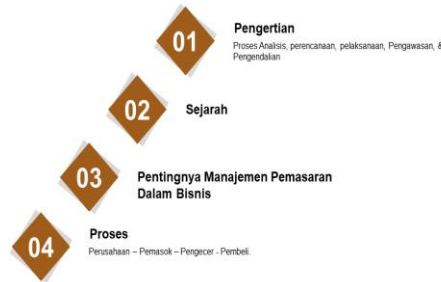 01
Pengertian
Proses Analisis, perencanaan, pelaksanaan, Pengawasan, &
Pengendalian
02
Sejarah
03
Pentingnya Manajemen Pemasaran
Dalam Bisnis
04
Proses
Perusahaan – Pemasok – Pengecer - Pembeli.